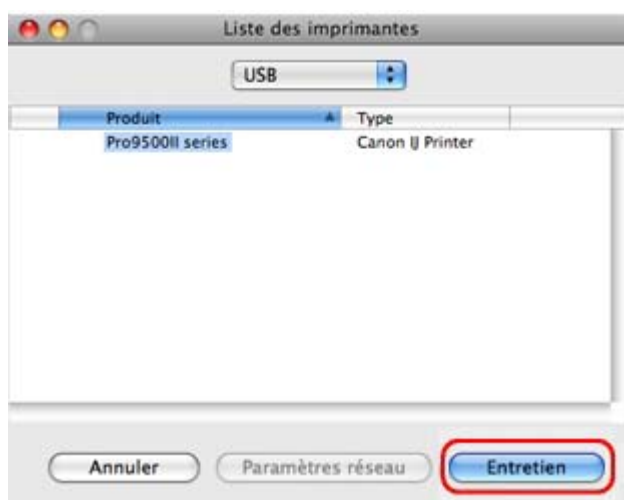 Liste des imprimantes
USB
Produit Type
Pro9500II series Canon IJ Printer
Annuler Paramètres réseau Entretien